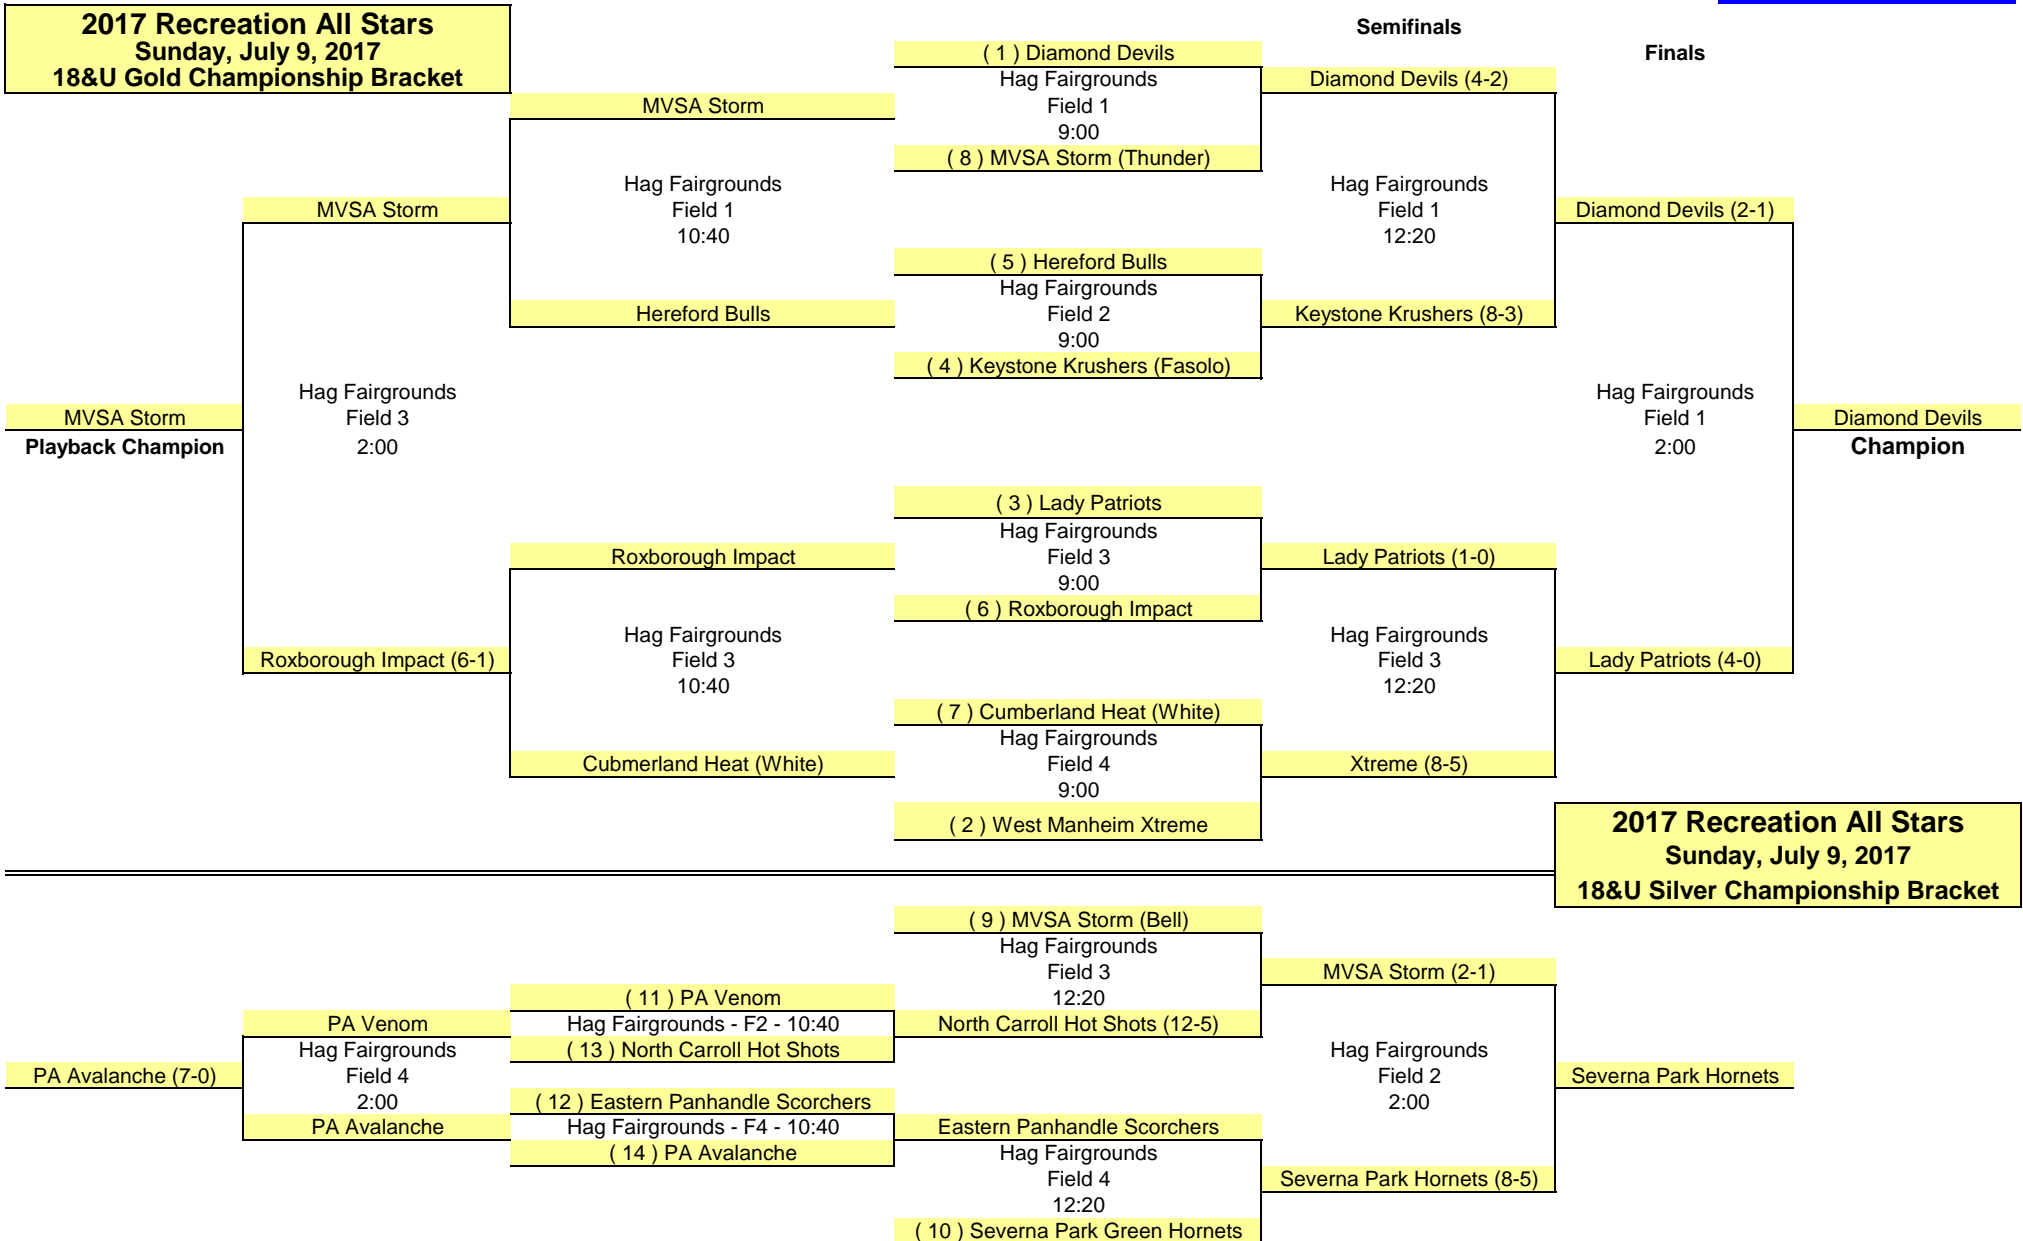 2017 Recreation All Stars
Sunday, July 9, 2017
18&U Gold Championship Bracket
Semifinals
Finals
( 1 ) Diamond Devils
Hag Fairgrounds
Field 1
9:00
( 8 ) MVSA Storm (Thunder)
Diamond Devils (4-2)
MVSA Storm
Hag Fairgrounds
Field 1
10:40
Hag Fairgrounds
Field 1
12:20
MVSA Storm
Diamond Devils (2-1)
( 5 ) Hereford Bulls
Hag Fairgrounds
Field 2
9:00
( 4 ) Keystone Krushers (Fasolo)
Hereford Bulls
Keystone Krushers (8-3)
Hag Fairgrounds
Field 3
2:00
Hag Fairgrounds
Field 1
2:00
MVSA Storm
Playback Champion
Diamond Devils
Champion
( 3 ) Lady Patriots
Hag Fairgrounds
Field 3
9:00
( 6 ) Roxborough Impact
Roxborough Impact
Lady Patriots (1-0)
Hag Fairgrounds
Field 3
10:40
Hag Fairgrounds
Field 3
12:20
Roxborough Impact (6-1)
Lady Patriots (4-0)
( 7 ) Cumberland Heat (White)
Hag Fairgrounds
Field 4
9:00
( 2 ) West Manheim Xtreme
Cubmerland Heat (White)
Xtreme (8-5)
2017 Recreation All Stars
Sunday, July 9, 2017
18&U Silver Championship Bracket
( 9 ) MVSA Storm (Bell)
Hag Fairgrounds
Field 3
12:20
North Carroll Hot Shots (12-5)
MVSA Storm (2-1)
( 11 ) PA Venom
Hag Fairgrounds - F2 - 10:40
( 13 ) North Carroll Hot Shots
PA Venom
Hag Fairgrounds
Field 4
2:00
PA Avalanche
PA Avalanche (7-0)
Hag Fairgrounds
Field 2
2:00
Severna Park Hornets
( 12 ) Eastern Panhandle Scorchers
Hag Fairgrounds - F4 - 10:40
( 14 ) PA Avalanche
Eastern Panhandle Scorchers
Hag Fairgrounds
Field 4
12:20
( 10 ) Severna Park Green Hornets
Severna Park Hornets (8-5)